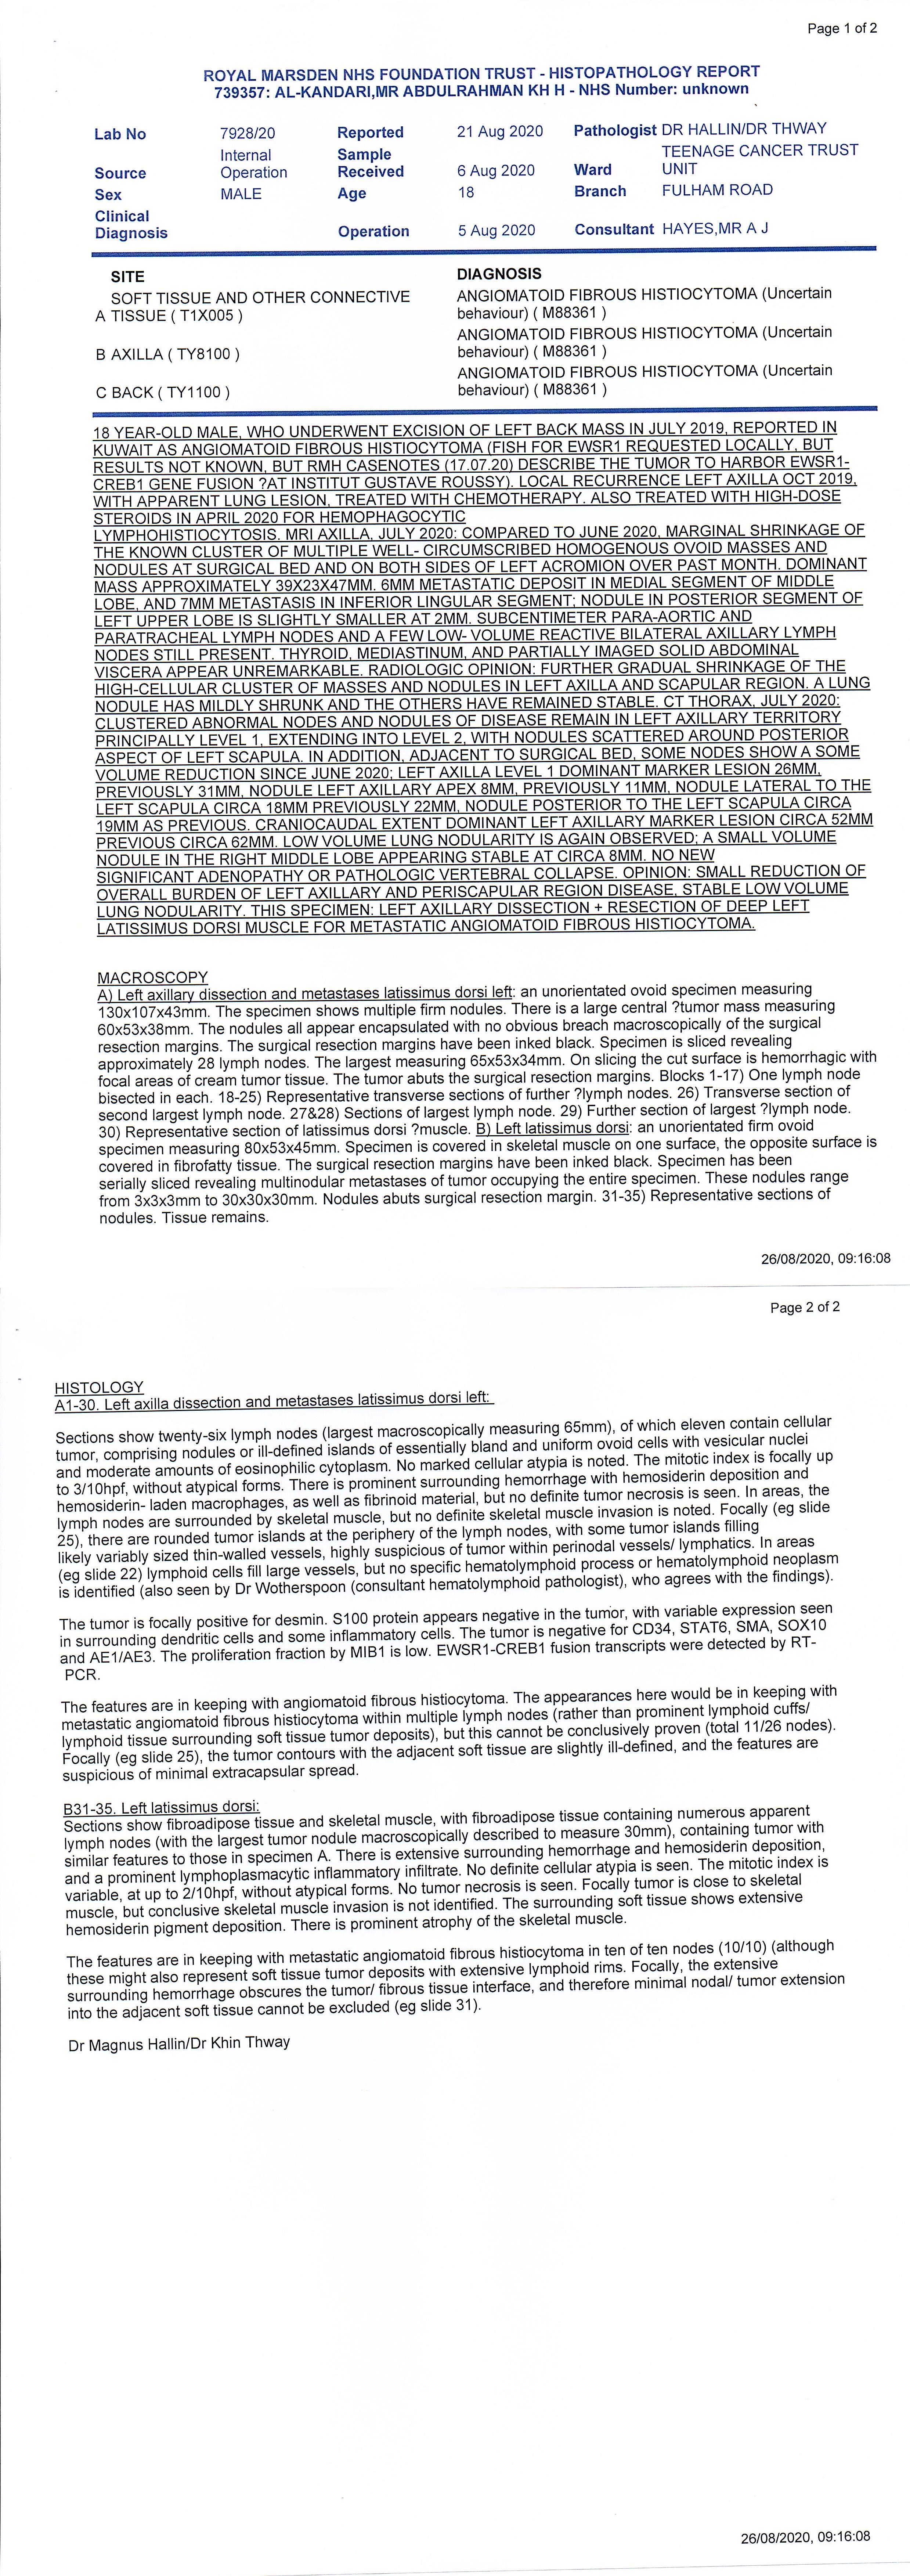 Page 1 of 2
ROYAL MARSDEN NHS FOUNDATION TRUST - HISTOPATHOLOGY REPORT
739357: AL-KANDARI,MR ABDULRAHMAN KH H - NHS Number: unknown
Lab No 7928/20 Reported 21 Aug 2020 Pathologist DR HALLIN/DR THWAY
Source Internal Operation Sample Received 6 Aug 2020 Ward TEENAGE CANCER TRUST UNIT
Sex MALE Age 18 Branch FULHAM ROAD
Clinical Diagnosis Operation 5 Aug 2020 Consultant HAYES,MR A J
SITE DIAGNOSIS
SOFT TISSUE AND OTHER CONNECTIVE ANGIOMATOID FIBROUS HISTIOCYTOMA (Uncertain
A TISSUE ( T1X005 ) behaviour) ( M88361 )
ANGIOMATOID FIBROUS HISTIOCYTOMA (Uncertain
B AXILLA ( TY8100 ) behaviour) ( M88361 )
ANGIOMATOID FIBROUS HISTIOCYTOMA (Uncertain
C BACK ( TY1100 ) behaviour) ( M88361 )
18 YEAR-OLD MALE, WHO UNDERWENT EXCISION OF LEFT BACK MASS IN JULY 2019, REPORTED IN
KUWAIT AS ANGIOMATOID FIBROUS HISTIOCYTOMA (FISH FOR EWSR1 REQUESTED LOCALLY, BUT
RESULTS NOT KNOWN, BUT RMH CASENOTES (17.07.20) DESCRIBE THE TUMOR TO HARBOR EWSR1-
CREB1 GENE FUSION ?AT INSTITUT GUSTAVE ROUSSY). LOCAL RECURRENCE LEFT AXILLA OCT 2019,
WITH APPARENT LUNG LESION, TREATED WITH CHEMOTHERAPY. ALSO TREATED WITH HIGH-DOSE
STEROIDS IN APRIL 2020 FOR HEMOPHAGOCYTIC
LYMPHOHISTIOCYTOSIS. MRI AXILLA, JULY 2020: COMPARED TO JUNE 2020, MARGINAL SHRINKAGE OF
THE KNOWN CLUSTER OF MULTIPLE WELL- CIRCUMSCRIBED HOMOGENOUS OVOID MASSES AND
NODULES AT SURGICAL BED AND ON BOTH SIDES OF LEFT ACROMION OVER PAST MONTH. DOMINANT
MASS APPROXIMATELY 39X23X47MM. 6MM METASTATIC DEPOSIT IN MEDIAL SEGMENT OF MIDDLE
LOBE, AND 7MM METASTASIS IN INFERIOR LINGULAR SEGMENT; NODULE IN POSTERIOR SEGMENT OF
LEFT UPPER LOBE IS SLIGHTLY SMALLER AT 2MM. SUBCENTIMETER PARA-AORTIC AND
PARATRACHEAL LYMPH NODES AND A FEW LOW- VOLUME REACTIVE BILATERAL AXILLARY LYMPH
NODES STILL PRESENT. THYROID, MEDIASTINUM, AND PARTIALLY IMAGED SOLID ABDOMINAL
VISCERA APPEAR UNREMARKABLE. RADIOLOGIC OPINION: FURTHER GRADUAL SHRINKAGE OF THE
HIGH-CELLULAR CLUSTER OF MASSES AND NODULES IN LEFT AXILLA AND SCAPULAR REGION. A LUNG
NODULE HAS MILDLY SHRUNK AND THE OTHERS HAVE REMAINED STABLE. CT THORAX, JULY 2020:
CLUSTERED ABNORMAL NODES AND NODULES OF DISEASE REMAIN IN LEFT AXILLARY TERRITORY
PRINCIPALLY LEVEL 1, EXTENDING INTO LEVEL 2, WITH NODULES SCATTERED AROUND POSTERIOR
ASPECT OF LEFT SCAPULA. IN ADDITION, ADJACENT TO SURGICAL BED, SOME NODES SHOW A SOME
VOLUME REDUCTION SINCE JUNE 2020; LEFT AXILLA LEVEL 1 DOMINANT MARKER LESION 26MM,
PREVIOUSLY 31MM, NODULE LEFT AXILLARY APEX 8MM, PREVIOUSLY 11MM, NODULE LATERAL TO THE
LEFT SCAPULA CIRCA 18MM PREVIOUSLY 22MM, NODULE POSTERIOR TO THE LEFT SCAPULA CIRCA
19MM AS PREVIOUS. CRANIOCAUDAL EXTENT DOMINANT LEFT AXILLARY MARKER LESION CIRCA 52MM
PREVIOUS CIRCA 62MM. LOW VOLUME LUNG NODULARITY IS AGAIN OBSERVED; A SMALL VOLUME
NODULE IN THE RIGHT MIDDLE LOBE APPEARING STABLE AT CIRCA 8MM. NO NEW
SIGNIFICANT ADENOPATHY OR PATHOLOGIC VERTEBRAL COLLAPSE. OPINION: SMALL REDUCTION OF
OVERALL BURDEN OF LEFT AXILLARY AND PERISCAPULAR REGION DISEASE, STABLE LOW VOLUME
LUNG NODULARITY. THIS SPECIMEN: LEFT AXILLARY DISSECTION + RESECTION OF DEEP LEFT
LATISSIMUS DORSI MUSCLE FOR METASTATIC ANGIOMATOID FIBROUS HISTIOCYTOMA.
MACROSCOPY
A) Left axillary dissection and metastases latissimus dorsi left: an unorientated ovoid specimen measuring
130x107x43mm. The specimen shows multiple firm nodules. There is a large central ?tumor mass measuring
60x53x38mm. The nodules all appear encapsulated with no obvious breach macroscopically of the surgical
resection margins. The surgical resection margins have been inked black. Specimen is sliced revealing
approximately 28 lymph nodes. The largest measuring 65x53x34mm. On slicing the cut surface is hemorrhagic with
focal areas of cream tumor tissue. The tumor abuts the surgical resection margins. Blocks 1-17) One lymph node
bisected in each. 18-25) Representative transverse sections of further ?lymph nodes. 26) Transverse section of
second largest lymph node. 27&28) Sections of largest lymph node. 29) Further section of largest ?lymph node.
30) Representative section of latissimus dorsi ?muscle. B) Left latissimus dorsi: an unorientated firm ovoid
specimen measuring 80x53x45mm. Specimen is covered in skeletal muscle on one surface, the opposite surface is
covered in fibrofatty tissue. The surgical resection margins have been inked black. Specimen has been
serially sliced revealing multinodular metastases of tumor occupying the entire specimen. These nodules range
from 3x3x3mm to 30x30x30mm. Nodules abuts surgical resection margin. 31-35) Representative sections of
nodules. Tissue remains.
26/08/2020, 09:16:08
Page 2 of 2
HISTOLOGY
A1-30. Left axilla dissection and metastases latissimus dorsi left:
Sections show twenty-six lymph nodes (largest macroscopically measuring 65mm), of which eleven contain cellular
tumor, comprising nodules or ill-defined islands of essentially bland and uniform ovoid cells with vesicular nuclei
and moderate amounts of eosinophilic cytoplasm. No marked cellular atypia is noted. The mitotic index is focally up
to 3/10hpf, without atypical forms. There is prominent surrounding hemorrhage with hemosiderin deposition and
hemosiderin- laden macrophages, as well as fibrinoid material, but no definite tumor necrosis is seen. In areas, the
lymph nodes are surrounded by skeletal muscle, but no definite skeletal muscle invasion is noted. Focally (eg slide
25), there are rounded tumor islands at the periphery of the lymph nodes, with some tumor islands filling
likely variably sized thin-walled vessels, highly suspicious of tumor within perinodal vessels/ lymphatics. In areas
(eg slide 22) lymphoid cells fill large vessels, but no specific hematolymphoid process or hematolymphoid neoplasm
is identified (also seen by Dr Wotherspoon (consultant hematolymphoid pathologist), who agrees with the findings).
The tumor is focally positive for desmin. S100 protein appears negative in the tumor, with variable expression seen
in surrounding dendritic cells and some inflammatory cells. The tumor is negative for CD34, STAT6, SMA, SOX10
and AE1/AE3. The proliferation fraction by MIB1 is low. EWSR1-CREB1 fusion transcripts were detected by RT-
PCR.
The features are in keeping with angiomatoid fibrous histiocytoma. The appearances here would be in keeping with
metastatic angiomatoid fibrous histiocytoma within multiple lymph nodes (rather than prominent lymphoid cuffs/
lymphoid tissue surrounding soft tissue tumor deposits), but this cannot be conclusively proven (total 11/26 nodes).
Focally (eg slide 25), the tumor contours with the adjacent soft tissue are slightly ill-defined, and the features are
suspicious of minimal extracapsular spread.
B31-35. Left latissimus dorsi:
Sections show fibroadipose tissue and skeletal muscle, with fibroadipose tissue containing numerous apparent
lymph nodes (with the largest tumor nodule macroscopically described to measure 30mm), containing tumor with
similar features to those in specimen A. There is extensive surrounding hemorrhage and hemosiderin deposition,
and a prominent lymphoplasmacytic inflammatory infiltrate. No definite cellular atypia is seen. The mitotic index is
variable, at up to 2/10hpf, without atypical forms. No tumor necrosis is seen. Focally tumor is close to skeletal
muscle, but conclusive skeletal muscle invasion is not identified. The surrounding soft tissue shows extensive
hemosiderin pigment deposition. There is prominent atrophy of the skeletal muscle.
The features are in keeping with metastatic angiomatoid fibrous histiocytoma in ten of ten nodes (10/10) (although
these might also represent soft tissue tumor deposits with extensive lymphoid rims. Focally, the extensive
surrounding hemorrhage obscures the tumor/ fibrous tissue interface, and therefore minimal nodal/ tumor extension
into the adjacent soft tissue cannot be excluded (eg slide 31).
Dr Magnus Hallin/Dr Khin Thway
26/08/2020, 09:16:08